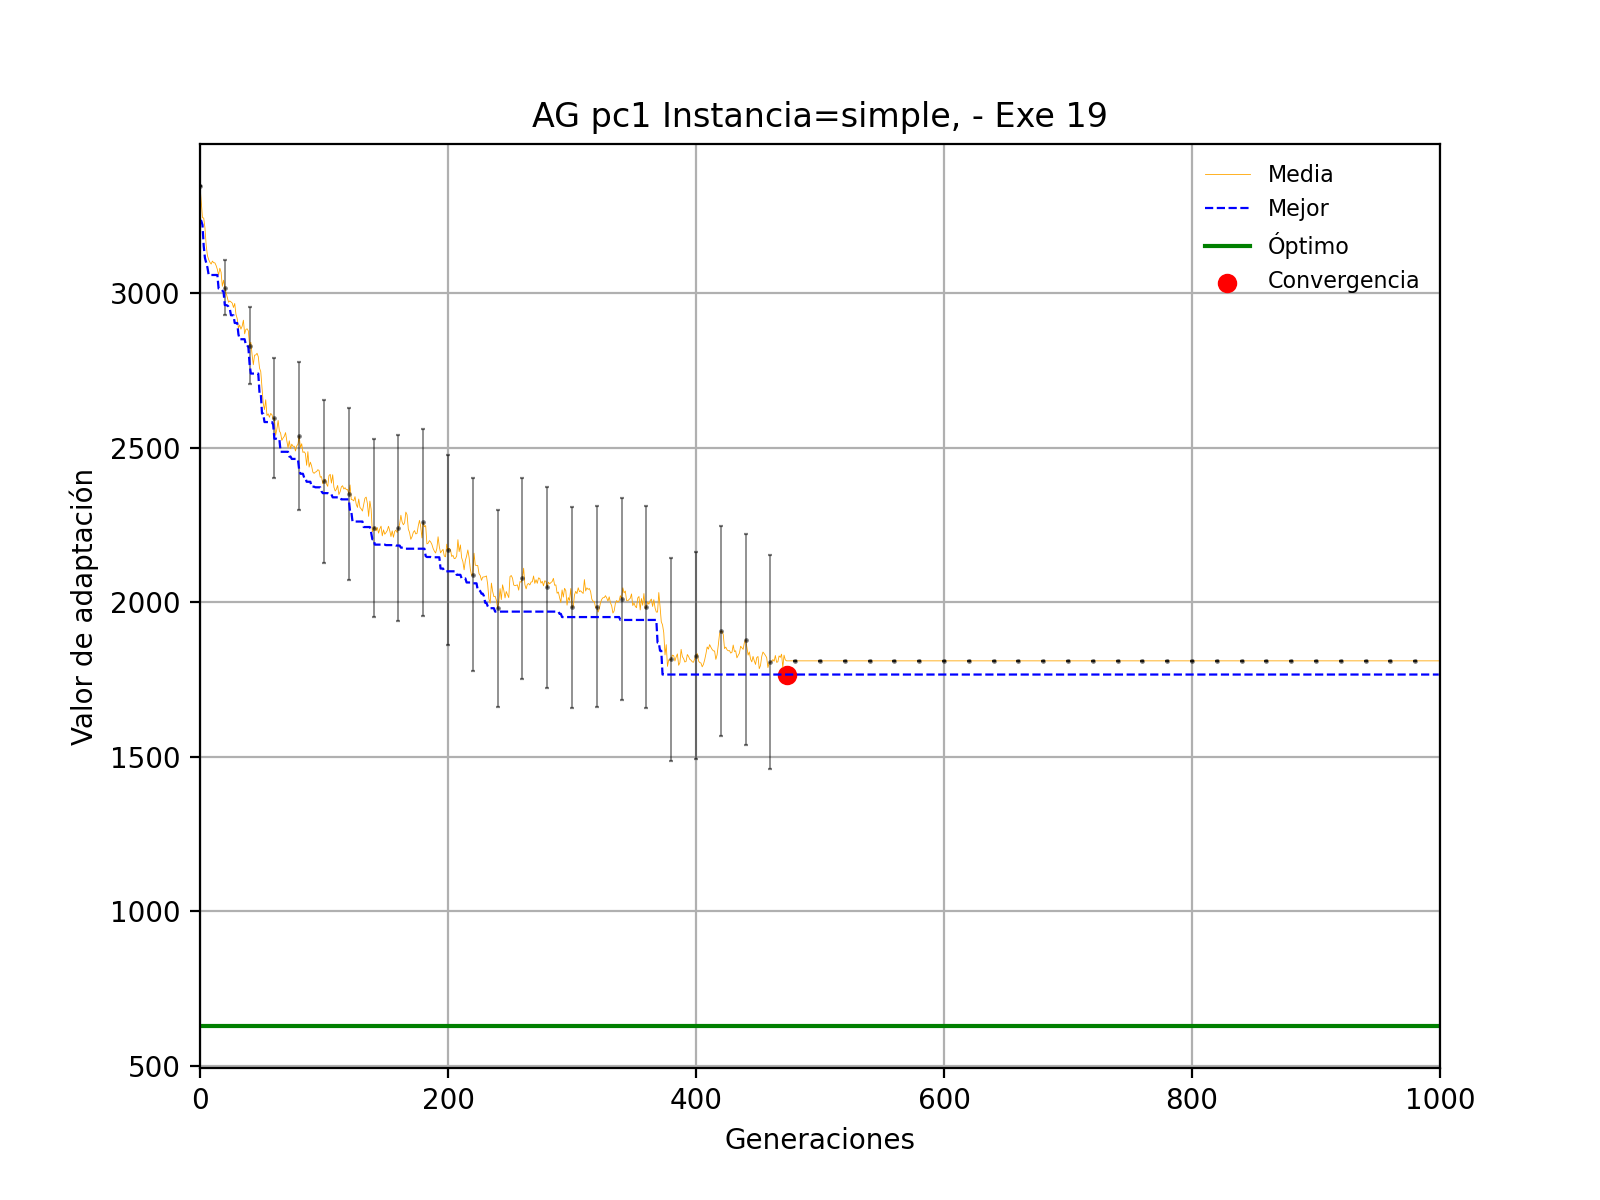 AG pc1 Instancia=simple, - Exe 19
Media
Mejor
Óptimo
Convergencia
Valor de adaptación
3000
2500
2000
1500
1000
500
0 200 400 600 800 1000
Generaciones